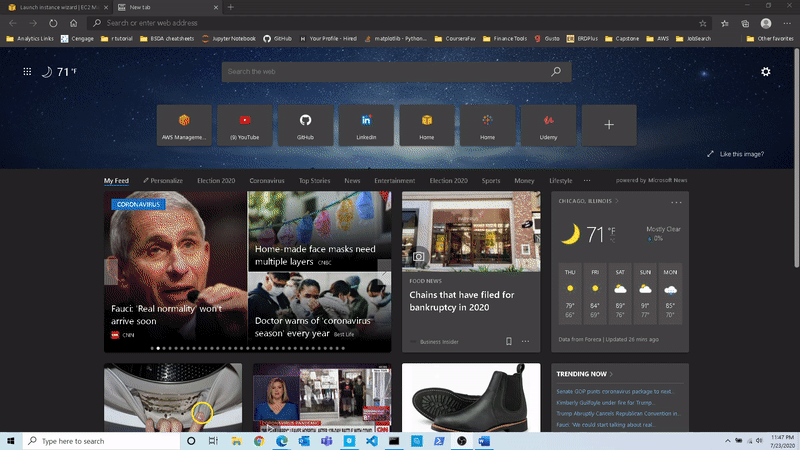 Launch instance wizard | EC2 M
New tab
Search or enter web address
Analytics Links
Cengage
r tutorial
BSDA cheatsheets
Jupyter Notebook
GitHub
Your Profile - Hired
matplotlib - Python...
CourseraFav
Finance Tools
Gusto
ERDPlus
Capstone
AWS
JobSearch
Other favorites
71 °F
Search the web
AWS Manageme...
(9) YouTube
GitHub
LinkedIn
Home
Home
Udemy
Like this image?
My Feed
Personalize
Election 2020
Coronavirus
Top Stories
News
Entertainment
Election 2020
Sports
Money
Lifestyle
powered by Microsoft News
CORONAVIRUS
Fauci: 'Real normality' won't
arrive soon
CNN
Home-made face masks need
multiple layers CNBC
Doctor warns of 'coronavirus
season' every year Best Life
FOOD NEWS
Chains that have filed for
bankruptcy in 2020
Business Insider
CHICAGO, ILLINOIS
71 °F
°C
Mostly Clear
0%
THU FRI SAT SUN MON
79° 84° 89° 91° 85°
66° 69° 76° 77° 70°
Data from Foreca | Updated 26 mins ago
CORONAVIRUS PANDEMIC
CNN
TRENDING NOW
Senate GOP punts coronavirus package to next...
Kimberly Guilfoyle under fire for Trump...
Trump Abruptly Cancels Republican Convention in...
Fauci: 'We could start talking about real...
Type here to search
11:47 PM
7/23/2020